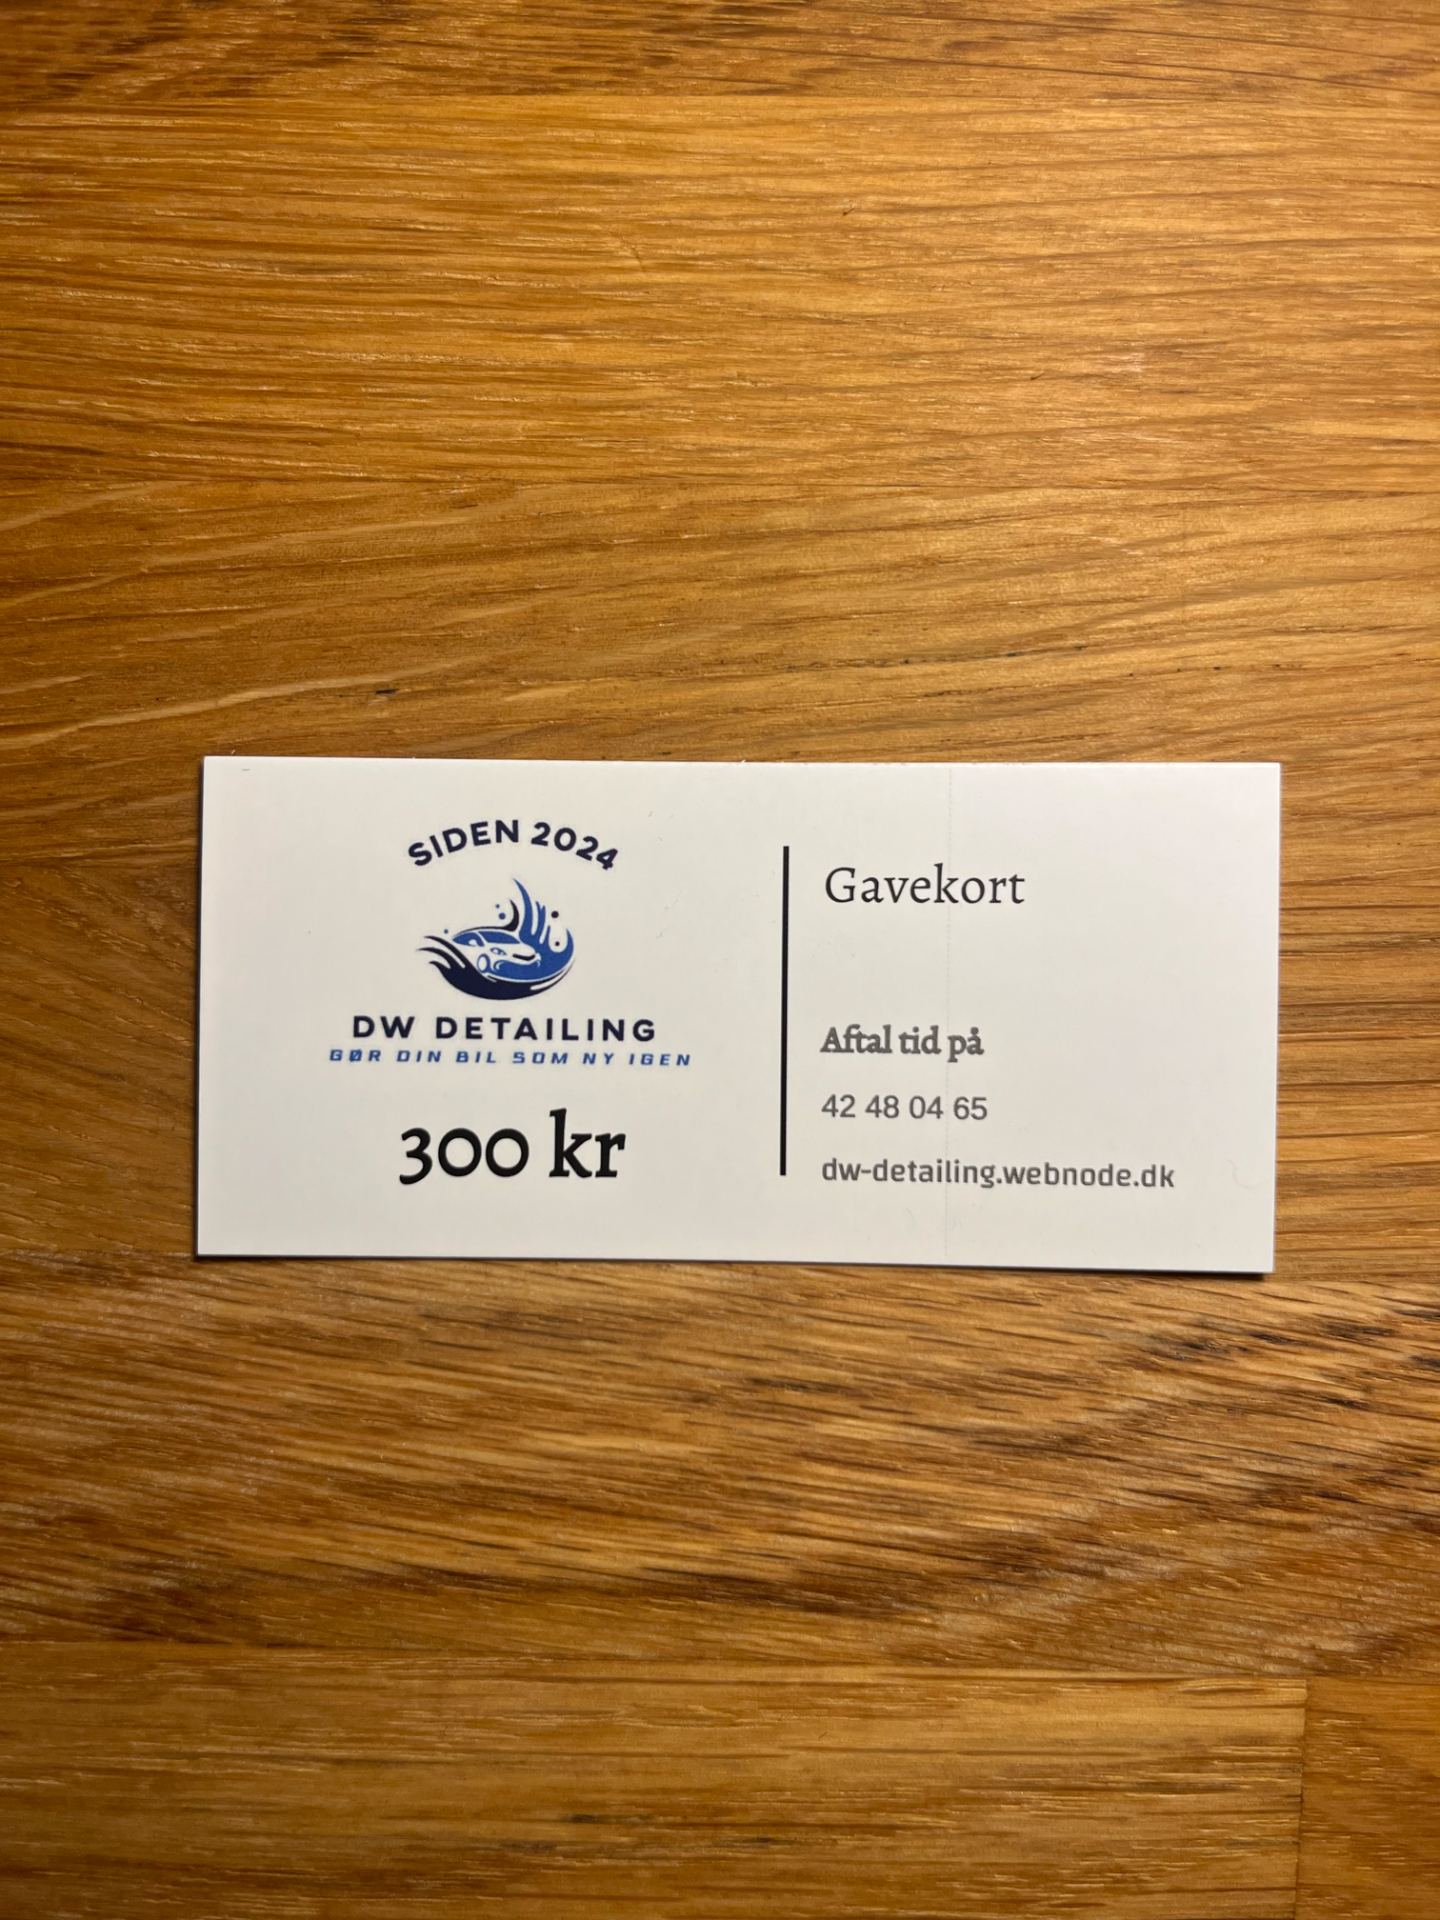 SIDEN 2024
DW DETAILING
GØR DIN BIL SOM NY IGEN
300 kr
Gavekort
Aftal tid på
42 48 04 65
dw-detailing.webnode.dk